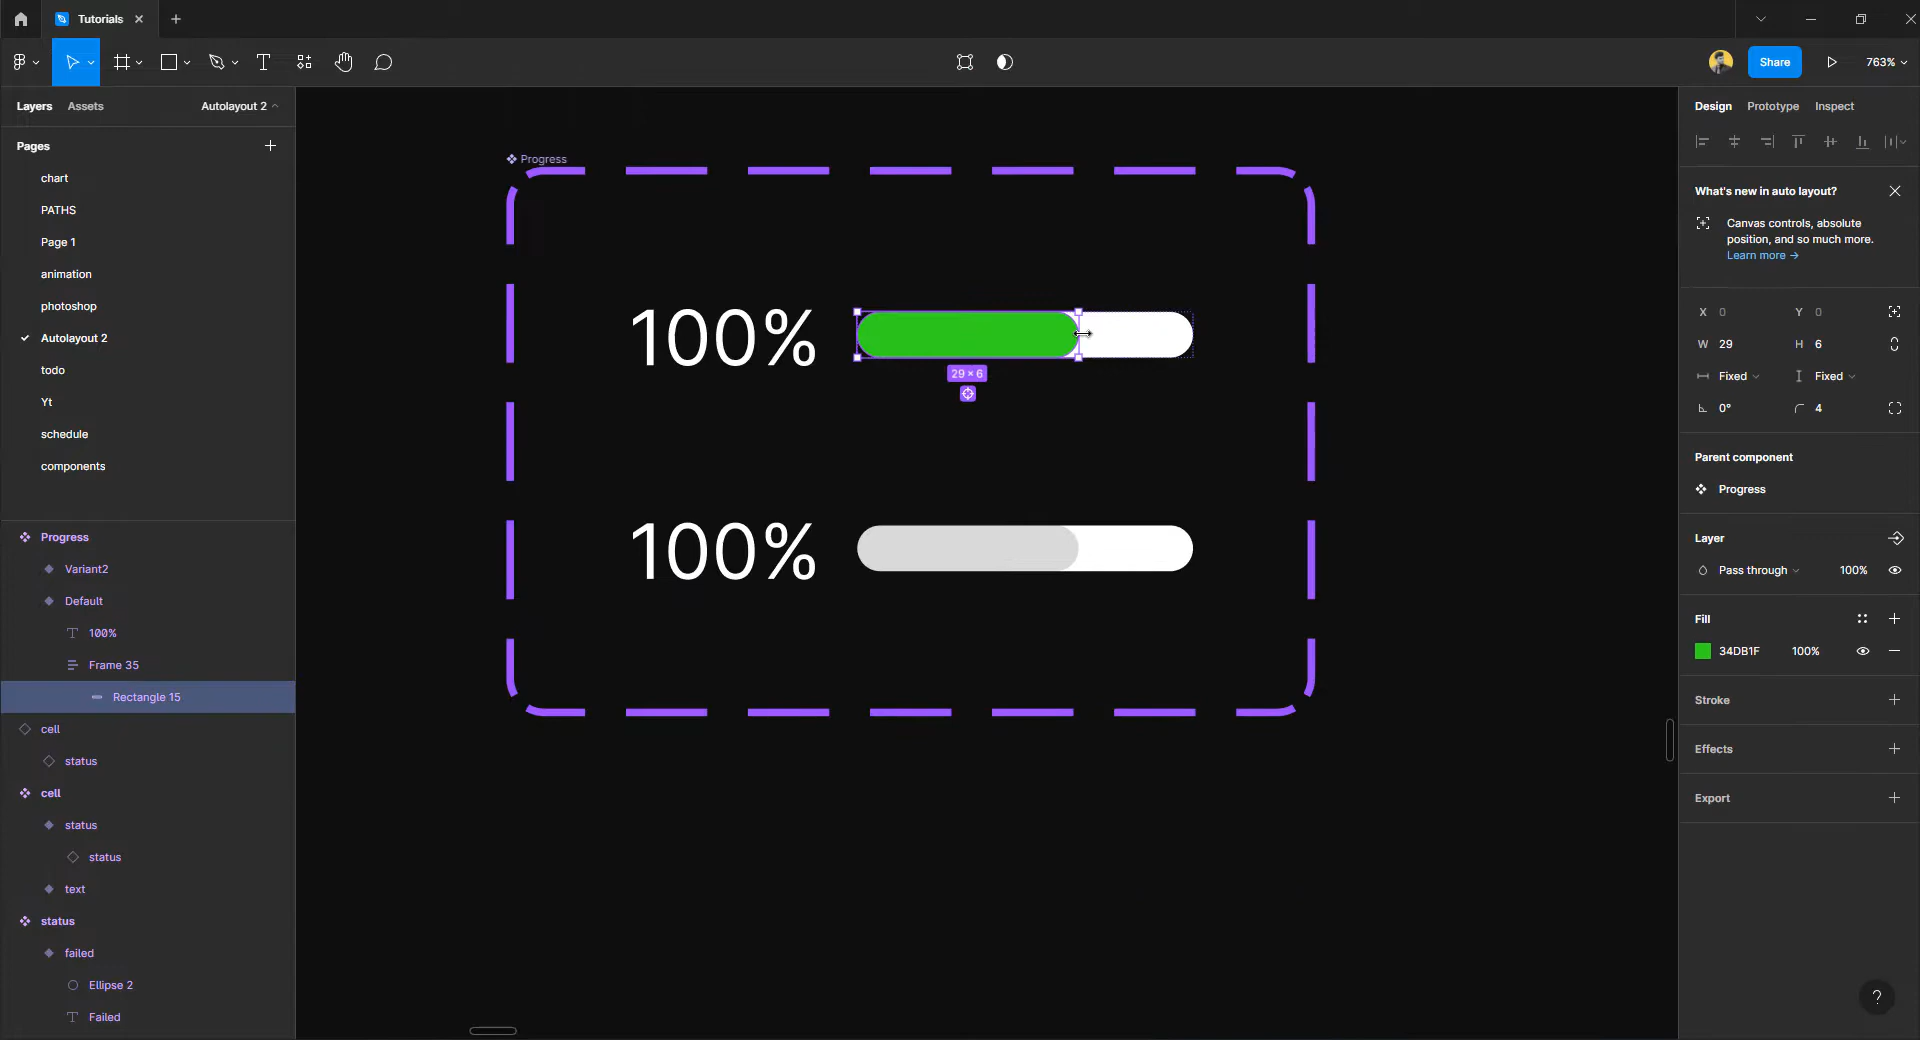 Tutorials
Share
763%
Layers
Assets
Autolayout 2
Pages
chart
PATHS
Page 1
animation
photoshop
Autolayout 2
todo
Yt
schedule
components
Progress
Variant2
Default
100%
Frame 35
Rectangle 15
cell
status
cell
status
status
text
status
failed
Ellipse 2
Failed
Progress
100%
29 × 6
100%
Design
Prototype
Inspect
What's new in auto layout?
Canvas controls, absolute
position, and so much more.
Learn more →
X 0 Y 0
W 29 H 6
Fixed Fixed
0° 4
Parent component
Progress
Layer
Pass through 100%
Fill
34DB1F 100%
Stroke
Effects
Export
?